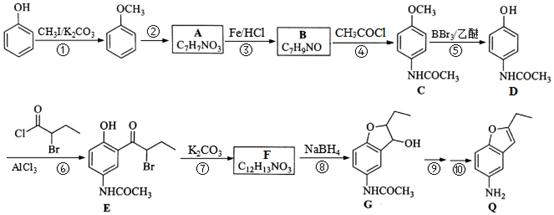 OH
CH₃I/K₂CO₃
①
OCH₃
②
A
C₇H₇NO₃
Fe/HCl
③
B
C₇H₉NO
CH₃COCl
④
OCH₃
NHCOCH₃
C
BBr₃/乙醚
⑤
OH
NHCOCH₃
D
O
Cl
Br
AlCl₃
⑥
OH
O
Br
NHCOCH₃
E
K₂CO₃
⑦
F
C₁₂H₁₃NO₃
NaBH₄
⑧
O
OH
NHCOCH₃
G
⑨
⑩
O
NH₂
Q